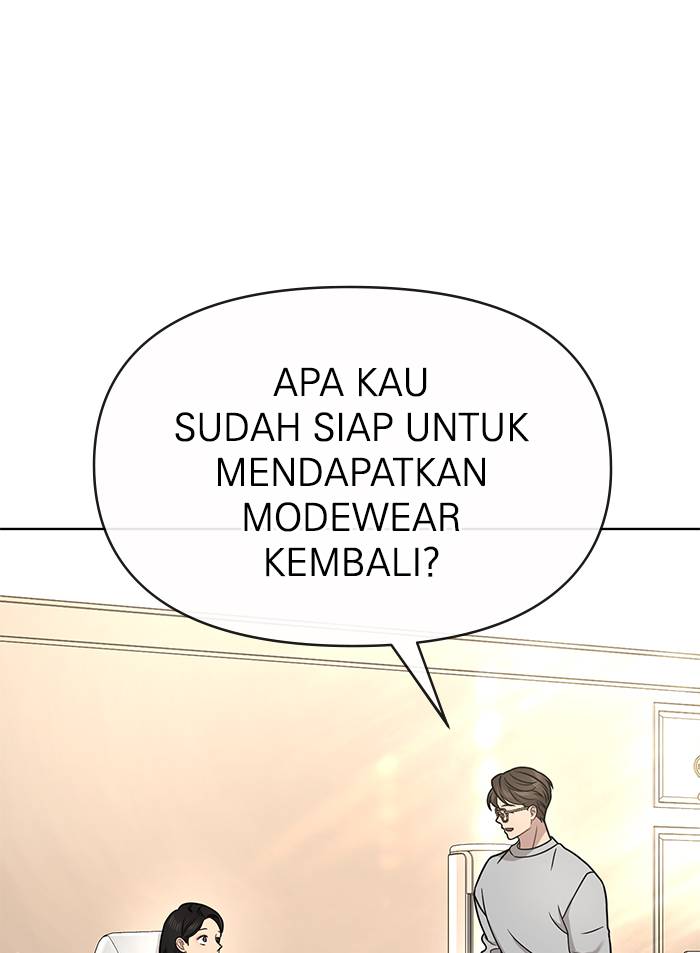 APA KAU
SUDAH SIAP UNTUK
MENDAPATKAN
MODEWEAR
KEMBALI?